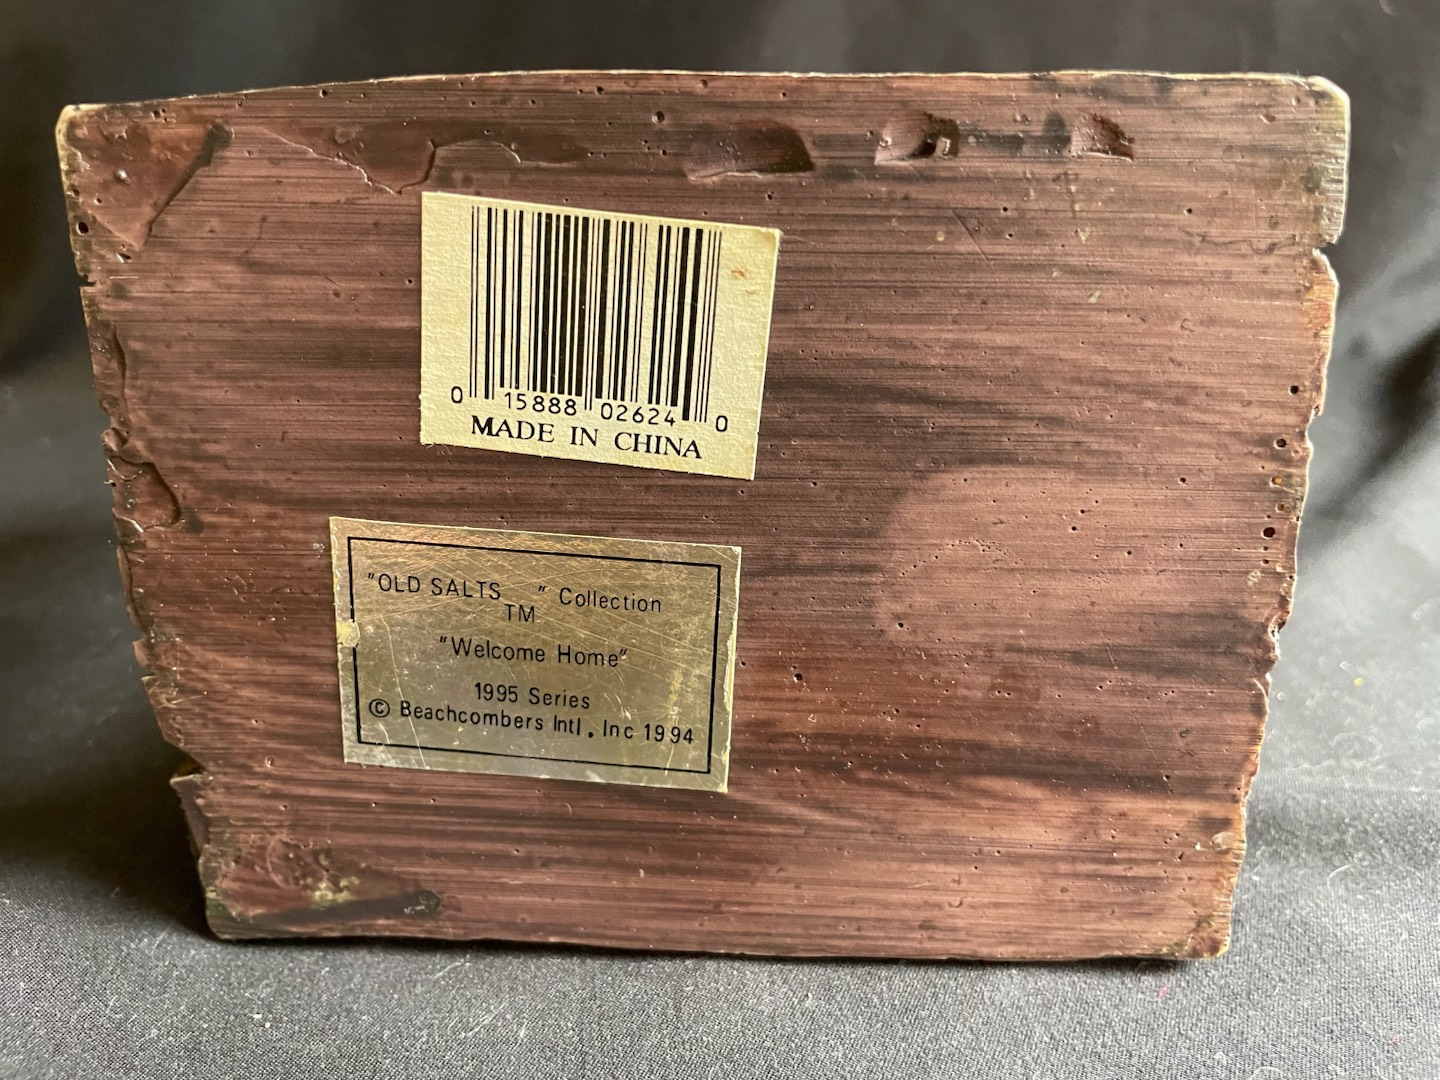 0 15888 02624 0
MADE IN CHINA
"OLD SALTS TM" Collection
"Welcome Home"
1995 Series
© Beachcombers Intl. Inc 1994